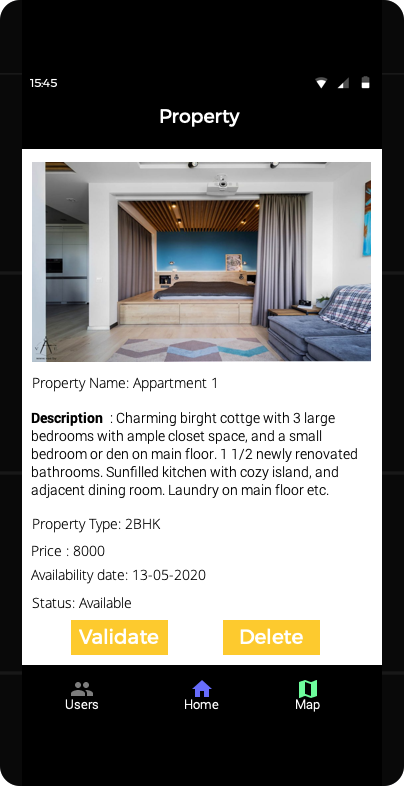 15:45
Property
Property Name: Appartment 1
Description : Charming birght cottge with 3 large
bedrooms with ample closet space, and a small
bedroom or den on main floor. 1 1/2 newly renovated
bathrooms. Sunfilled kitchen with cozy island, and
adjacent dining room. Laundry on main floor etc.
Property Type: 2BHK
Price : 8000
Availability date: 13-05-2020
Status: Available
Validate Delete
Users Home Map